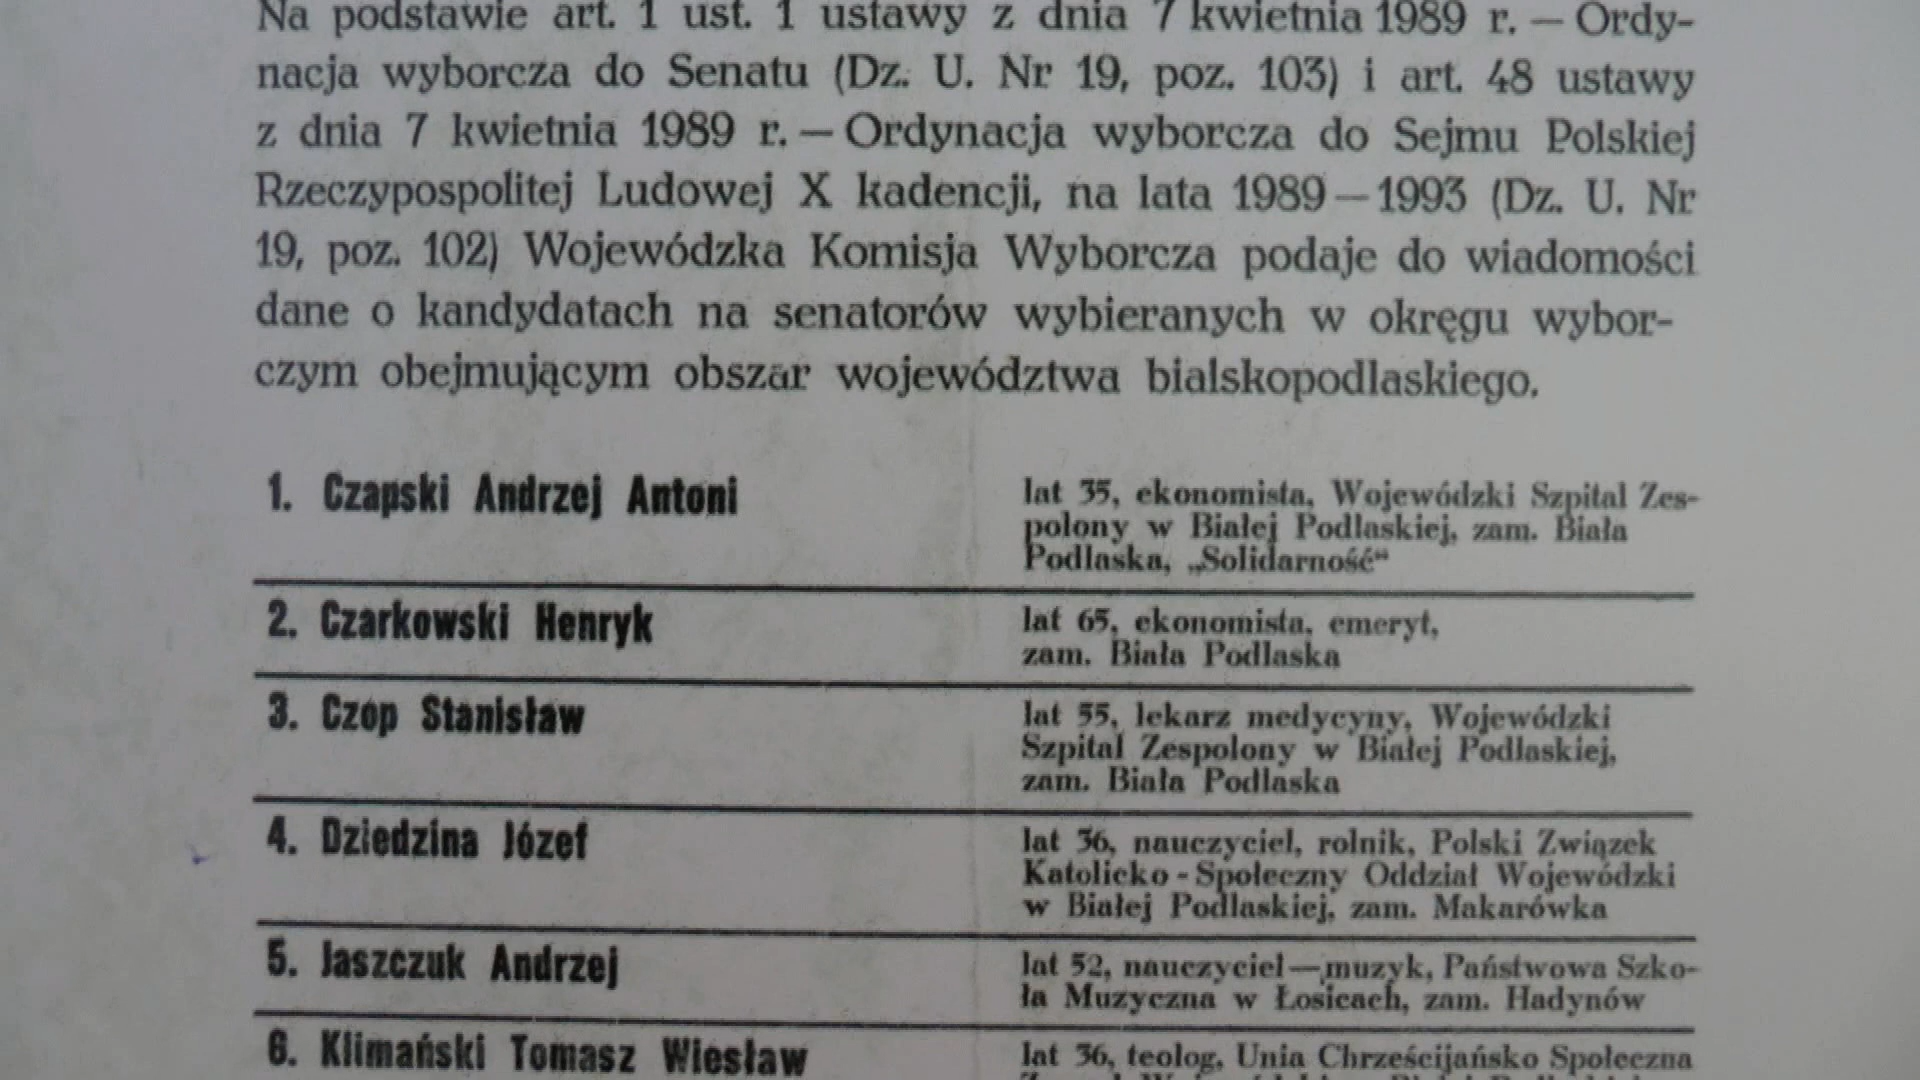 Na podstawie art. 1 ust. 1 ustawy z dnia 7 kwietnia 1989 r. — Ordy-
nacja wyborcza do Senatu (Dz. U. Nr 19, poz. 103) i art. 48 ustawy
z dnia 7 kwietnia 1989 r. — Ordynacja wyborcza do Sejmu Polskiej
Rzeczypospolitej Ludowej X kadencji, na lata 1989 — 1993 (Dz. U. Nr
19, poz. 102) Wojewódzka Komisja Wyborcza podaje do wiadomości
dane o kandydatach na senatorów wybieranych w okręgu wybor-
czym obejmującym obszar województwa bialskopodlaskiego.
1. Czapski Andrzej Antoni
lat 35, ekonomista, Wojewódzki Szpital Zes-
polony w Białej Podlaskiej, zam. Biała
Podlaska, „Solidarność“
2. Czarkowski Henryk
lat 65, ekonomista, emeryt,
zam. Biała Podlaska
3. Czop Stanisław
lat 55, lekarz medycyny, Wojewódzki
Szpital Zespolony w Białej Podlaskiej,
zam. Biała Podlaska
4. Dziedzina Józef
lat 36, nauczyciel, rolnik, Polski Związek
Katolicko - Społeczny Oddział Wojewódzki
w Białej Podlaskiej, zam. Makarówka
5. Jaszczuk Andrzej
lat 52, nauczyciel — muzyk, Państwowa Szko-
ła Muzyczna w Łosicach, zam. Hadynów
6. Klimański Tomasz Wiesław
lat 36, teolog, Unia Chrześcijańsko Społeczna